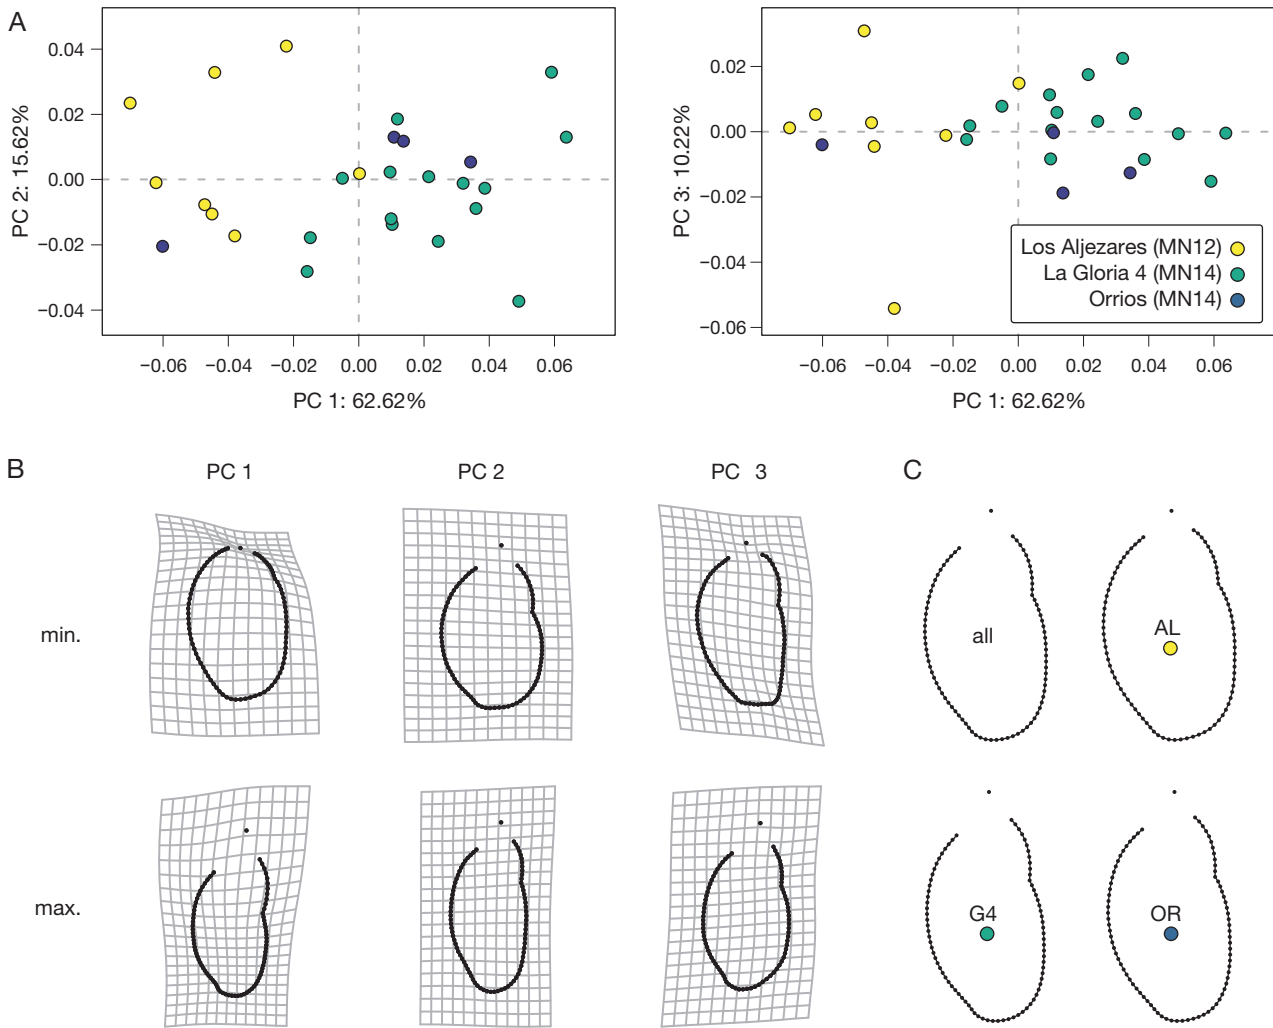 A
0.04
0.02
0.00
−0.02
−0.04
PC 2: 15.62%
−0.06 −0.04 −0.02 0.00 0.02 0.04 0.06
PC 1: 62.62%
0.02
0.00
−0.02
−0.04
−0.06
PC 3: 10.22%
Los Aljezares (MN12)
La Gloria 4 (MN14)
Orrios (MN14)
−0.06 −0.04 −0.02 0.00 0.02 0.04 0.06
PC 1: 62.62%
B
PC 1
PC 2
PC 3
min.
max.
C
all
AL
G4
OR